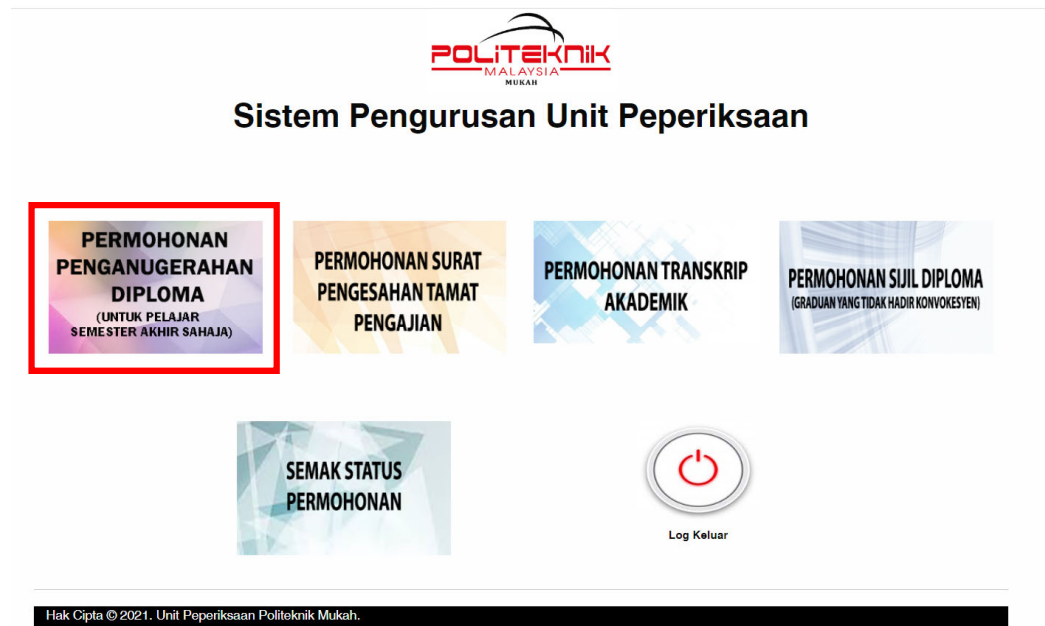 POLITEKNIK
MALAYSIA
MUKAH
Sistem Pengurusan Unit Peperiksaan
PERMOHONAN
PENGANUGERAHAN
DIPLOMA
(UNTUK PELAJAR
SEMESTER AKHIR SAHAJA)
PERMOHONAN SURAT
PENGESAHAN TAMAT
PENGAJIAN
PERMOHONAN TRANSKRIP
AKADEMIK
PERMOHONAN SIJIL DIPLOMA
(GRADUAN YANG TIDAK HADIR KONVOKESYEN)
SEMAK STATUS
PERMOHONAN
Log Keluar
Hak Cipta © 2021. Unit Peperiksaan Politeknik Mukah.